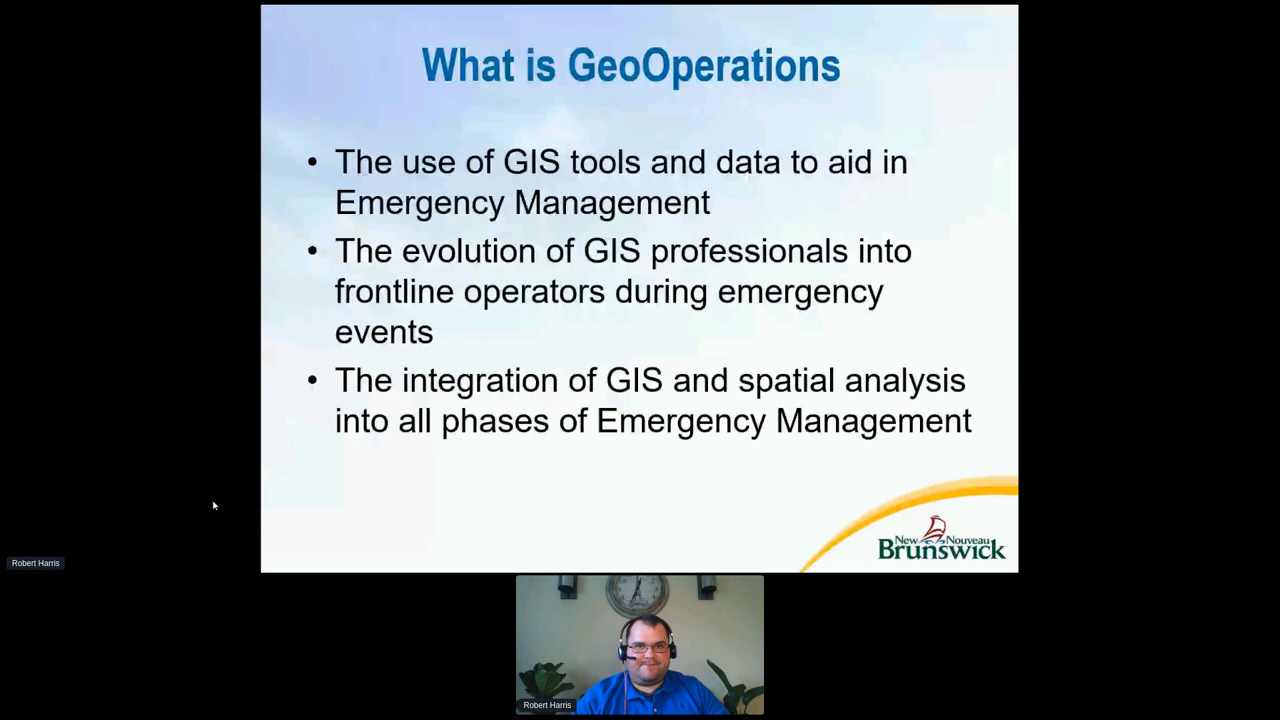 What is GeoOperations
• The use of GIS tools and data to aid in
Emergency Management
• The evolution of GIS professionals into
frontline operators during emergency
events
• The integration of GIS and spatial analysis
into all phases of Emergency Management
New Nouveau
Brunswick
Robert Harris
Robert Harris